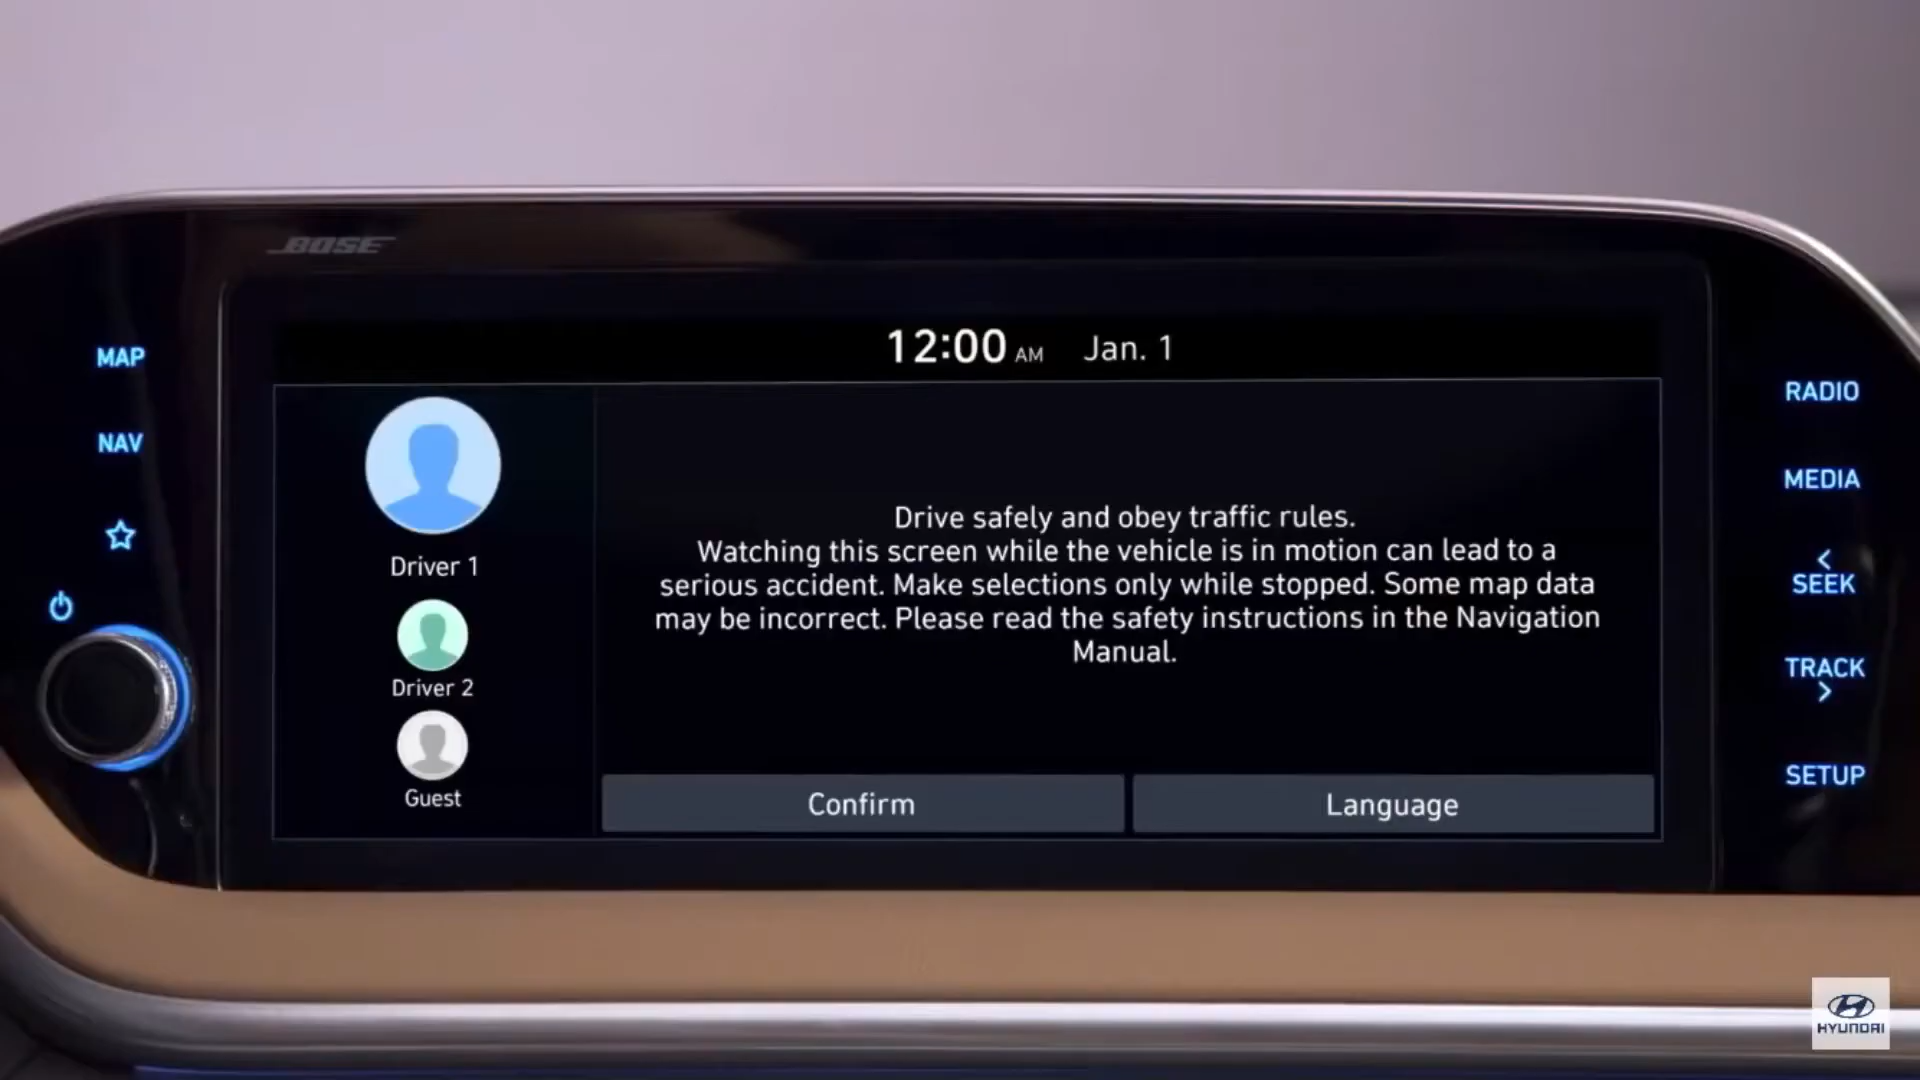 BOSE
12:00 AM Jan. 1
MAP
NAV
Driver 1
Driver 2
Guest
Drive safely and obey traffic rules.
Watching this screen while the vehicle is in motion can lead to a
serious accident. Make selections only while stopped. Some map data
may be incorrect. Please read the safety instructions in the Navigation
Manual.
Confirm
Language
RADIO
MEDIA
<
SEEK
TRACK
>
SETUP
HYUNDAI